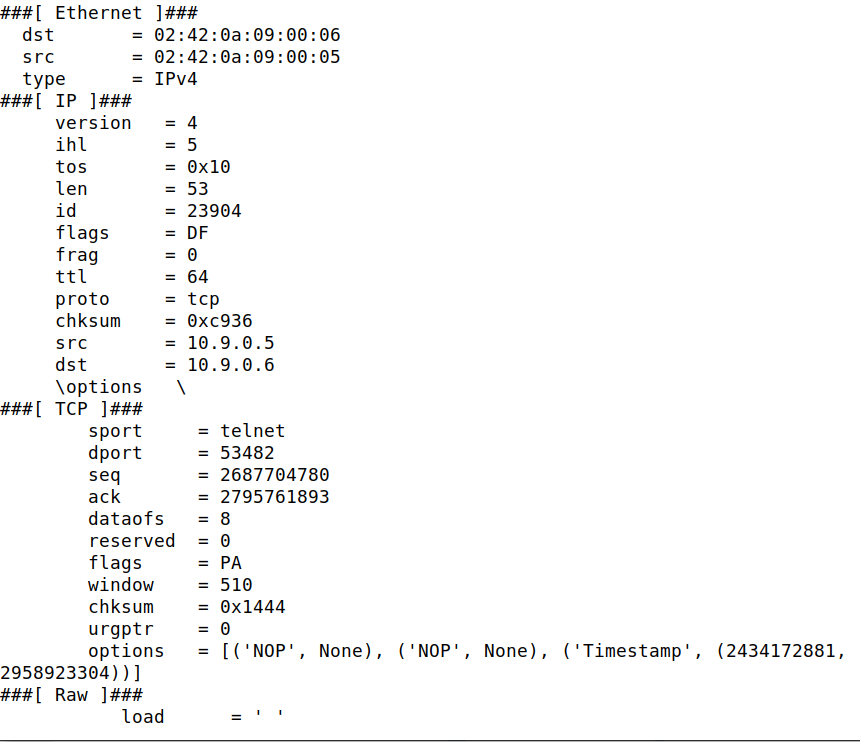 ###[ Ethernet ]###
  dst       = 02:42:0a:09:00:06
  src       = 02:42:0a:09:00:05
  type      = IPv4
###[ IP ]###
     version   = 4
     ihl       = 5
     tos       = 0x10
     len       = 53
     id        = 23904
     flags     = DF
     frag      = 0
     ttl       = 64
     proto     = tcp
     chksum    = 0xc936
     src       = 10.9.0.5
     dst       = 10.9.0.6
     \options   \
###[ TCP ]###
        sport     = telnet
        dport     = 53482
        seq       = 2687704780
        ack       = 2795761893
        dataofs   = 8
        reserved  = 0
        flags     = PA
        window    = 510
        chksum    = 0x1444
        urgptr    = 0
        options   = [('NOP', None), ('NOP', None), ('Timestamp', (2434172881,
2958923304))]
###[ Raw ]###
           load      = ' '